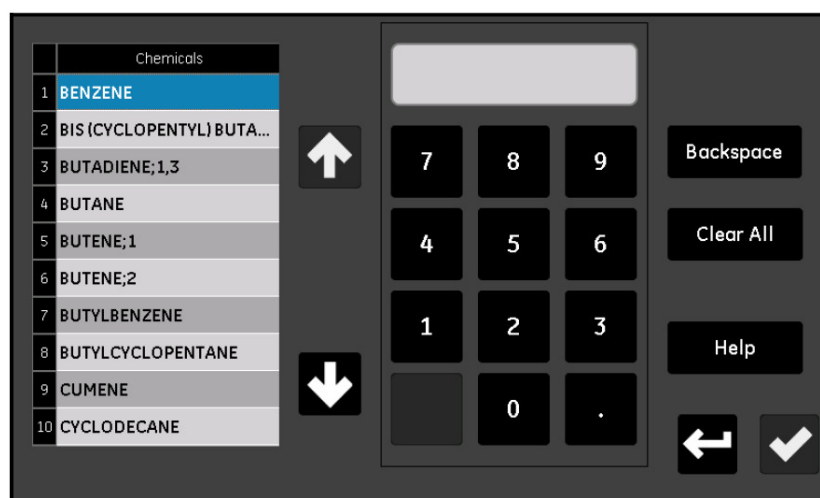 Chemicals
1 BENZENE
2 BIS (CYCLOPENTYL) BUTA...
3 BUTADIENE;1,3
4 BUTANE
5 BUTENE;1
6 BUTENE;2
7 BUTYLBENZENE
8 BUTYLCYCLOPENTANE
9 CUMENE
10 CYCLODECANE
7 8 9
4 5 6
1 2 3
0 .
Backspace
Clear All
Help